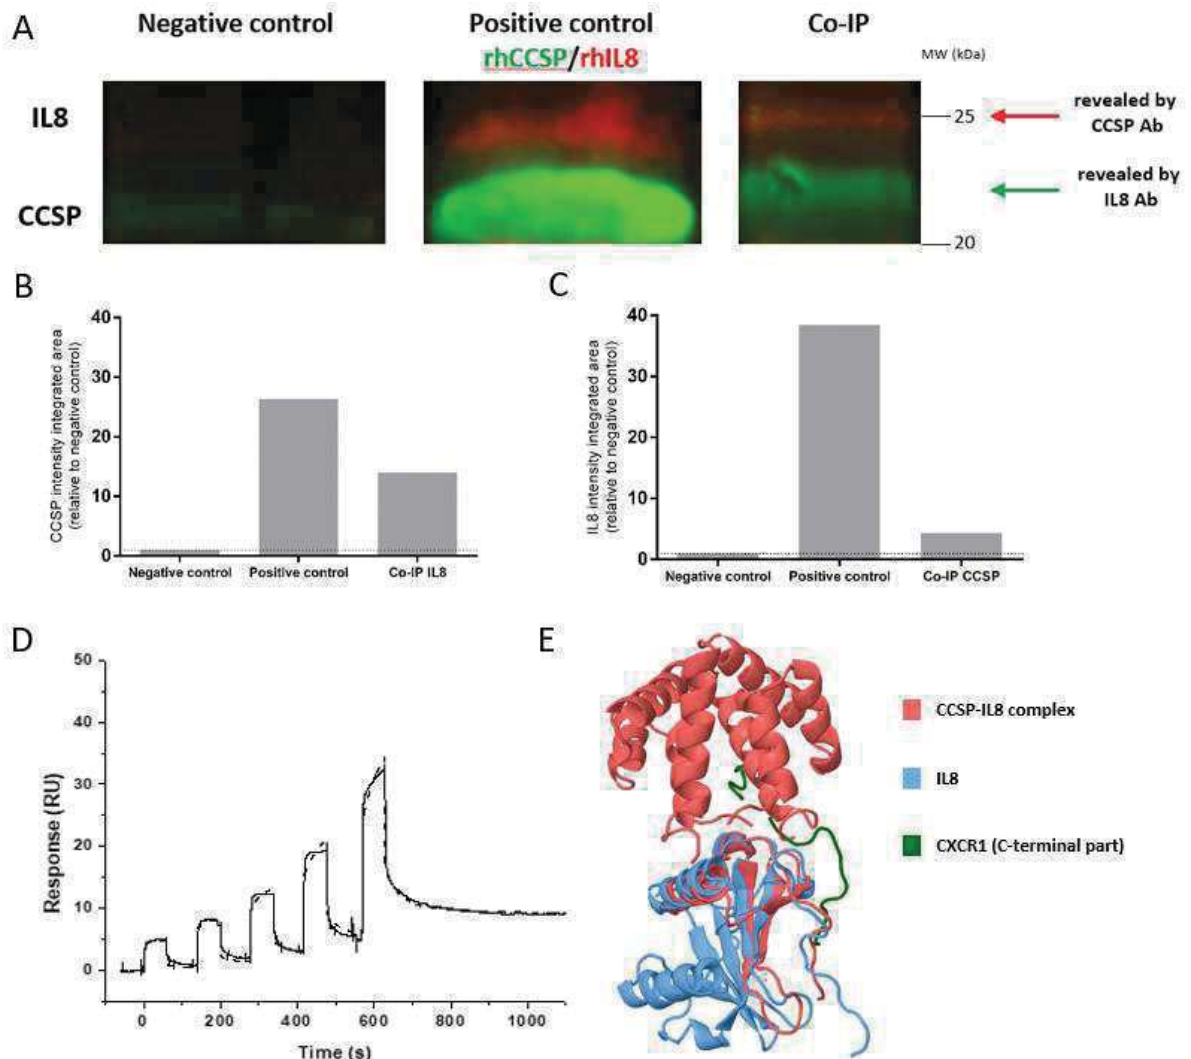 A
Negative control
Positive control
rhCCSP/rhIL8
Co-IP
MW (kDa)
IL8
CCSP
25
20
revealed by
CCSP Ab
revealed by
IL8 Ab
B
CCSP intensity integrated area
(relative to negative control)
40
30
20
10
0
Negative control
Positive control
Co-IP IL8
C
IL8 intensity integrated area
(relative to negative control)
40
30
20
10
0
Negative control
Positive control
Co-IP CCSP
D
Response (RU)
50
40
30
20
10
0
0
200
400
600
800
1000
Time (s)
E
CCSP-IL8 complex
IL8
CXCR1 (C-terminal part)